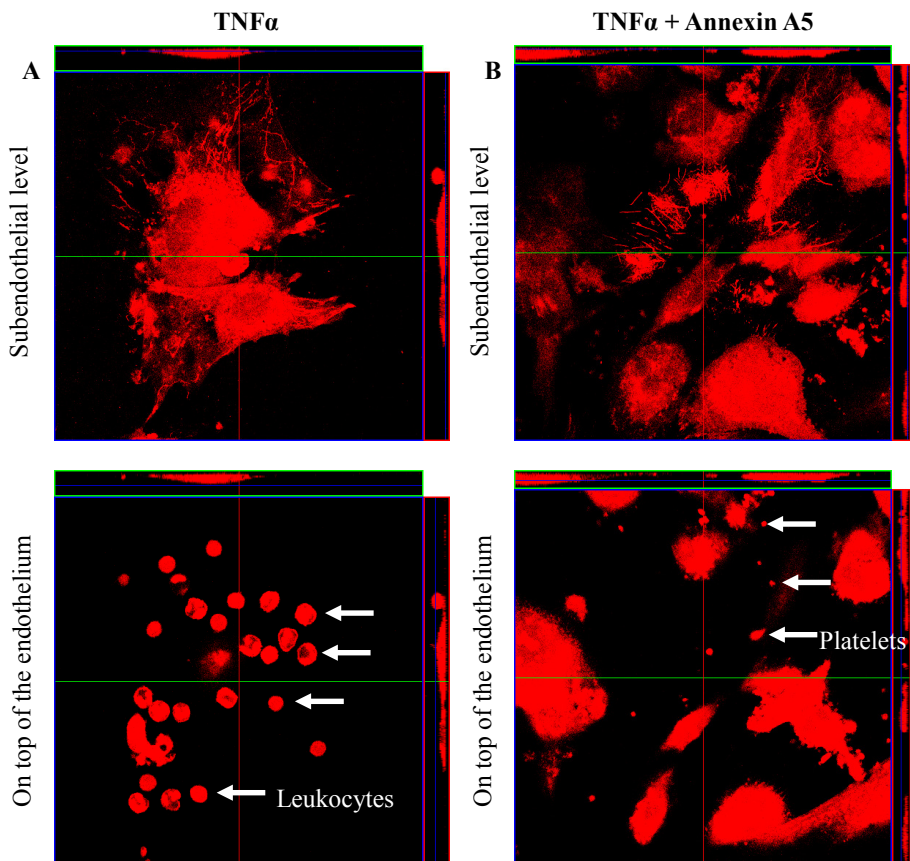 TNFα
TNFα + Annexin A5
A
B
Subendothelial level
Subendothelial level
On top of the endothelium
Leukocytes
On top of the endothelium
Platelets